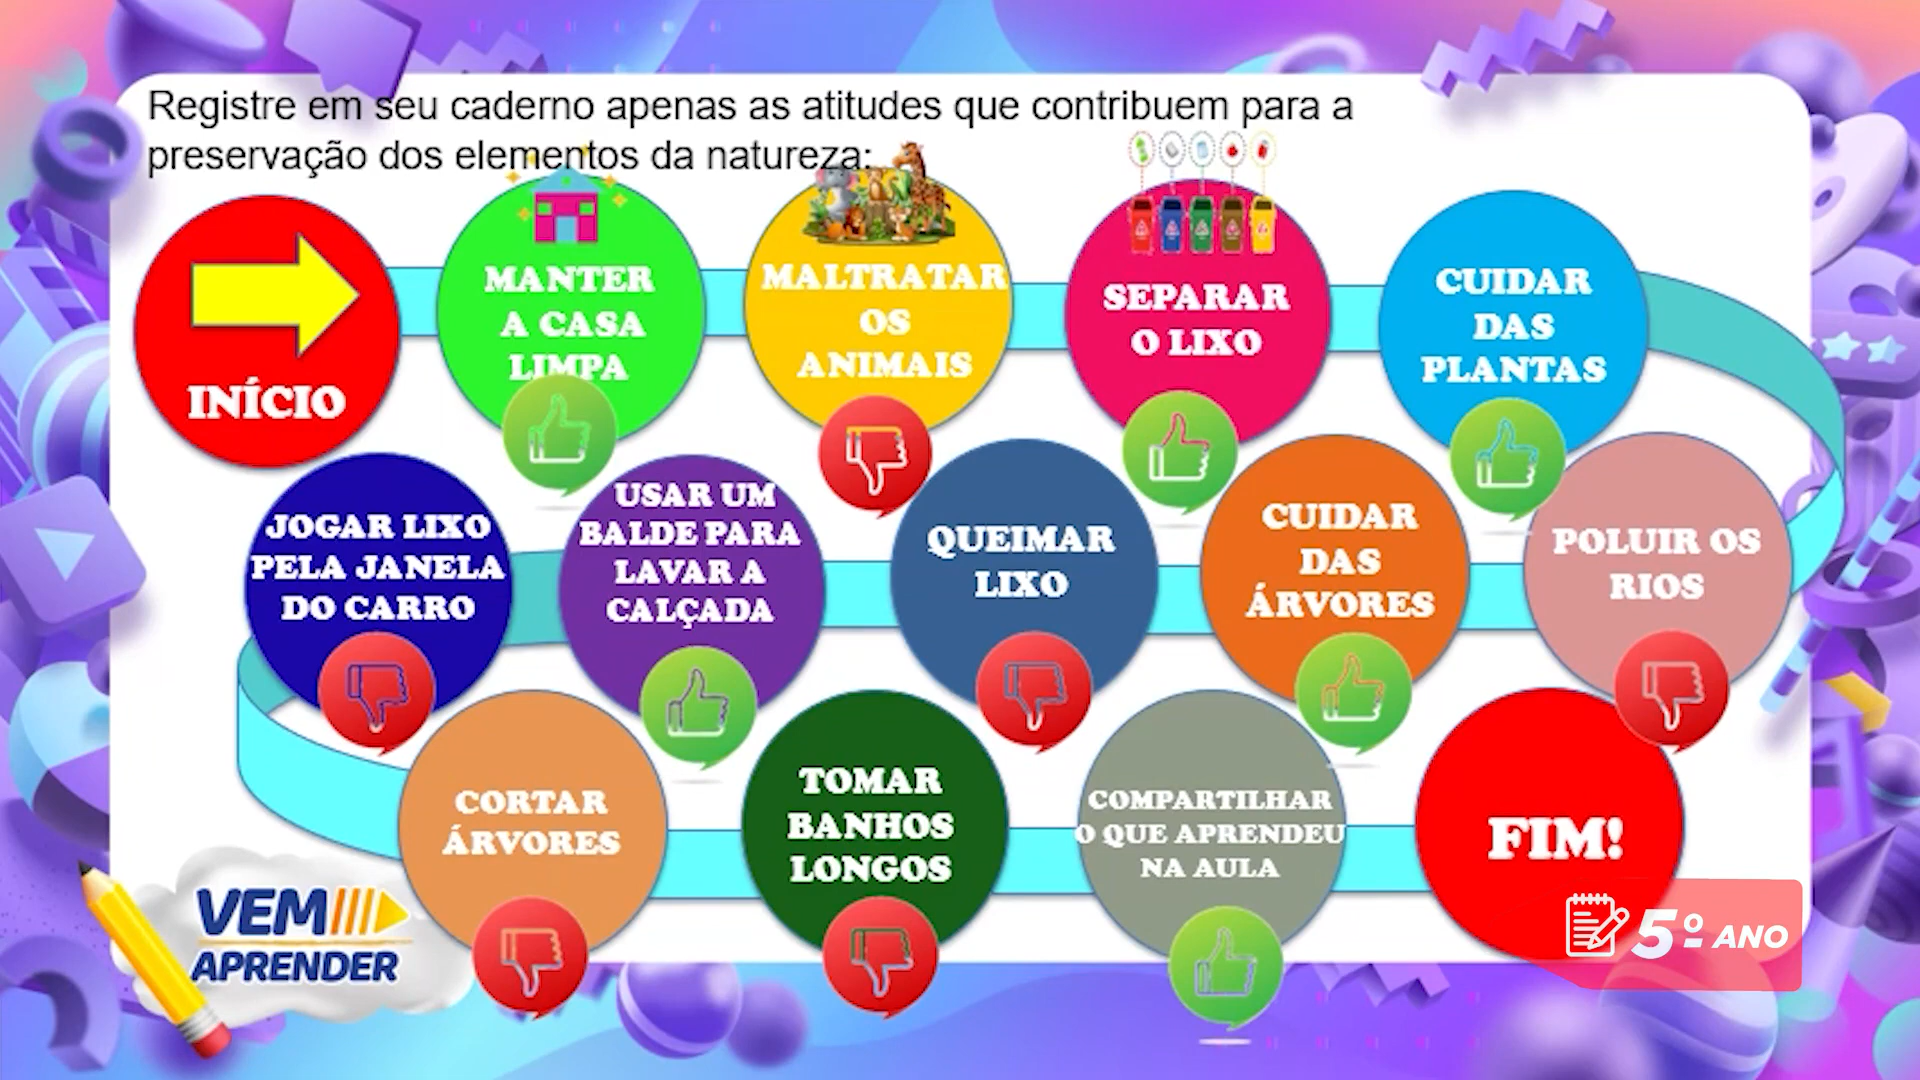 Registre em seu caderno apenas as atitudes que contribuem para a
preservação dos elementos da natureza:
INÍCIO
MANTER
A CASA
LIMPA
MALTRATAR
OS
ANIMAIS
SEPARAR
O LIXO
CUIDAR
DAS
PLANTAS
POLUIR OS
RIOS
CUIDAR
DAS
ÁRVORES
QUEIMAR
LIXO
USAR UM
BALDE PARA
LAVAR A
CALÇADA
JOGAR LIXO
PELA JANELA
DO CARRO
CORTAR
ÁRVORES
TOMAR
BANHOS
LONGOS
COMPARTILHAR
O QUE APRENDEU
NA AULA
FIM!
VEM
APRENDER
5º ANO